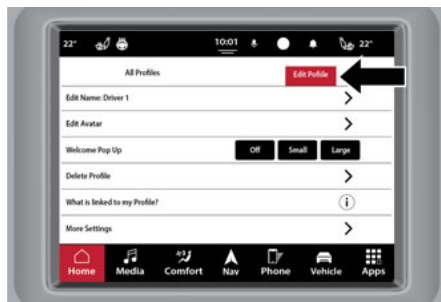 22° 10:01 22°
All Profiles Edit Pofile
Edit Name: Driver 1
Edit Avatar
Welcome Pop Up Off Small Large
Delete Profile
What is linked to my Profile? i
More Settings
Home Media Comfort Nav Phone Vehicle Apps